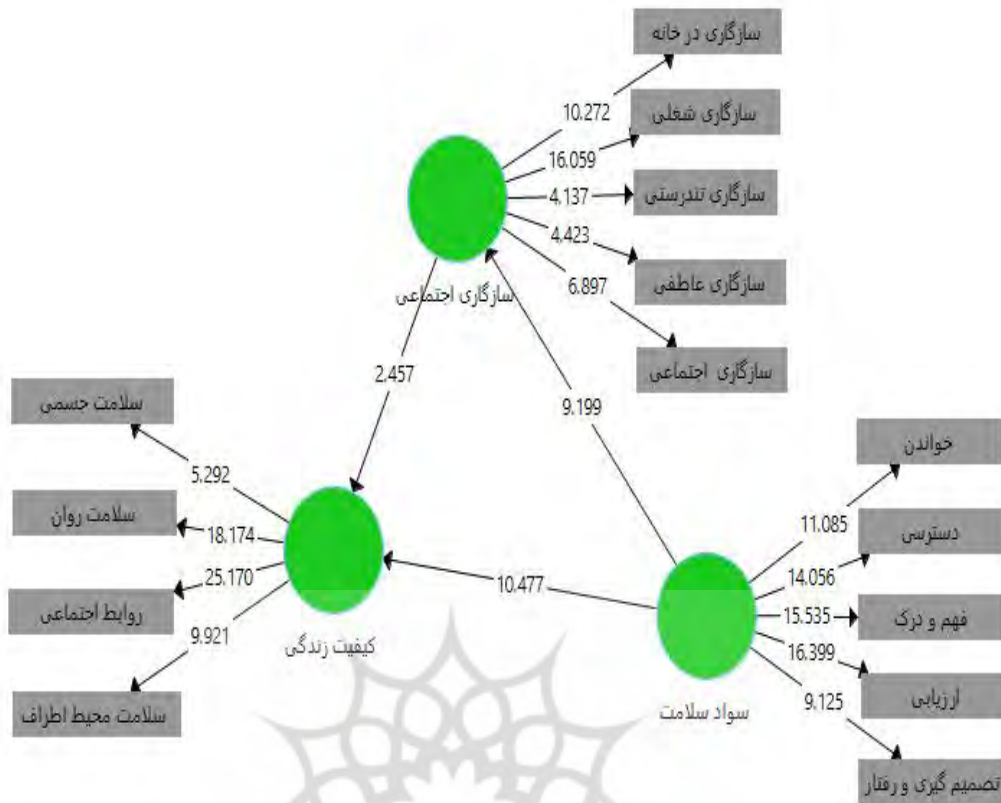 سازگاری در خانه
10.272
سازگاری شغلی
16.059
سازگاری تندرستی
4.137
سازگاری عاطفی
4.423
سازگاری اجتماعی
6.897
سازگاری اجتماعی
2.457
9.199
سلامت جسمی
5.292
سلامت روان
18.174
روابط اجتماعی
25.170
سلامت محیط اطراف
9.921
کیفیت زندگی
10.477
خواندن
11.085
دسترسی
14.056
فهم و درک
15.535
ارزیابی
16.399
تصمیم گیری و رفتار
9.125
سواد سلامت